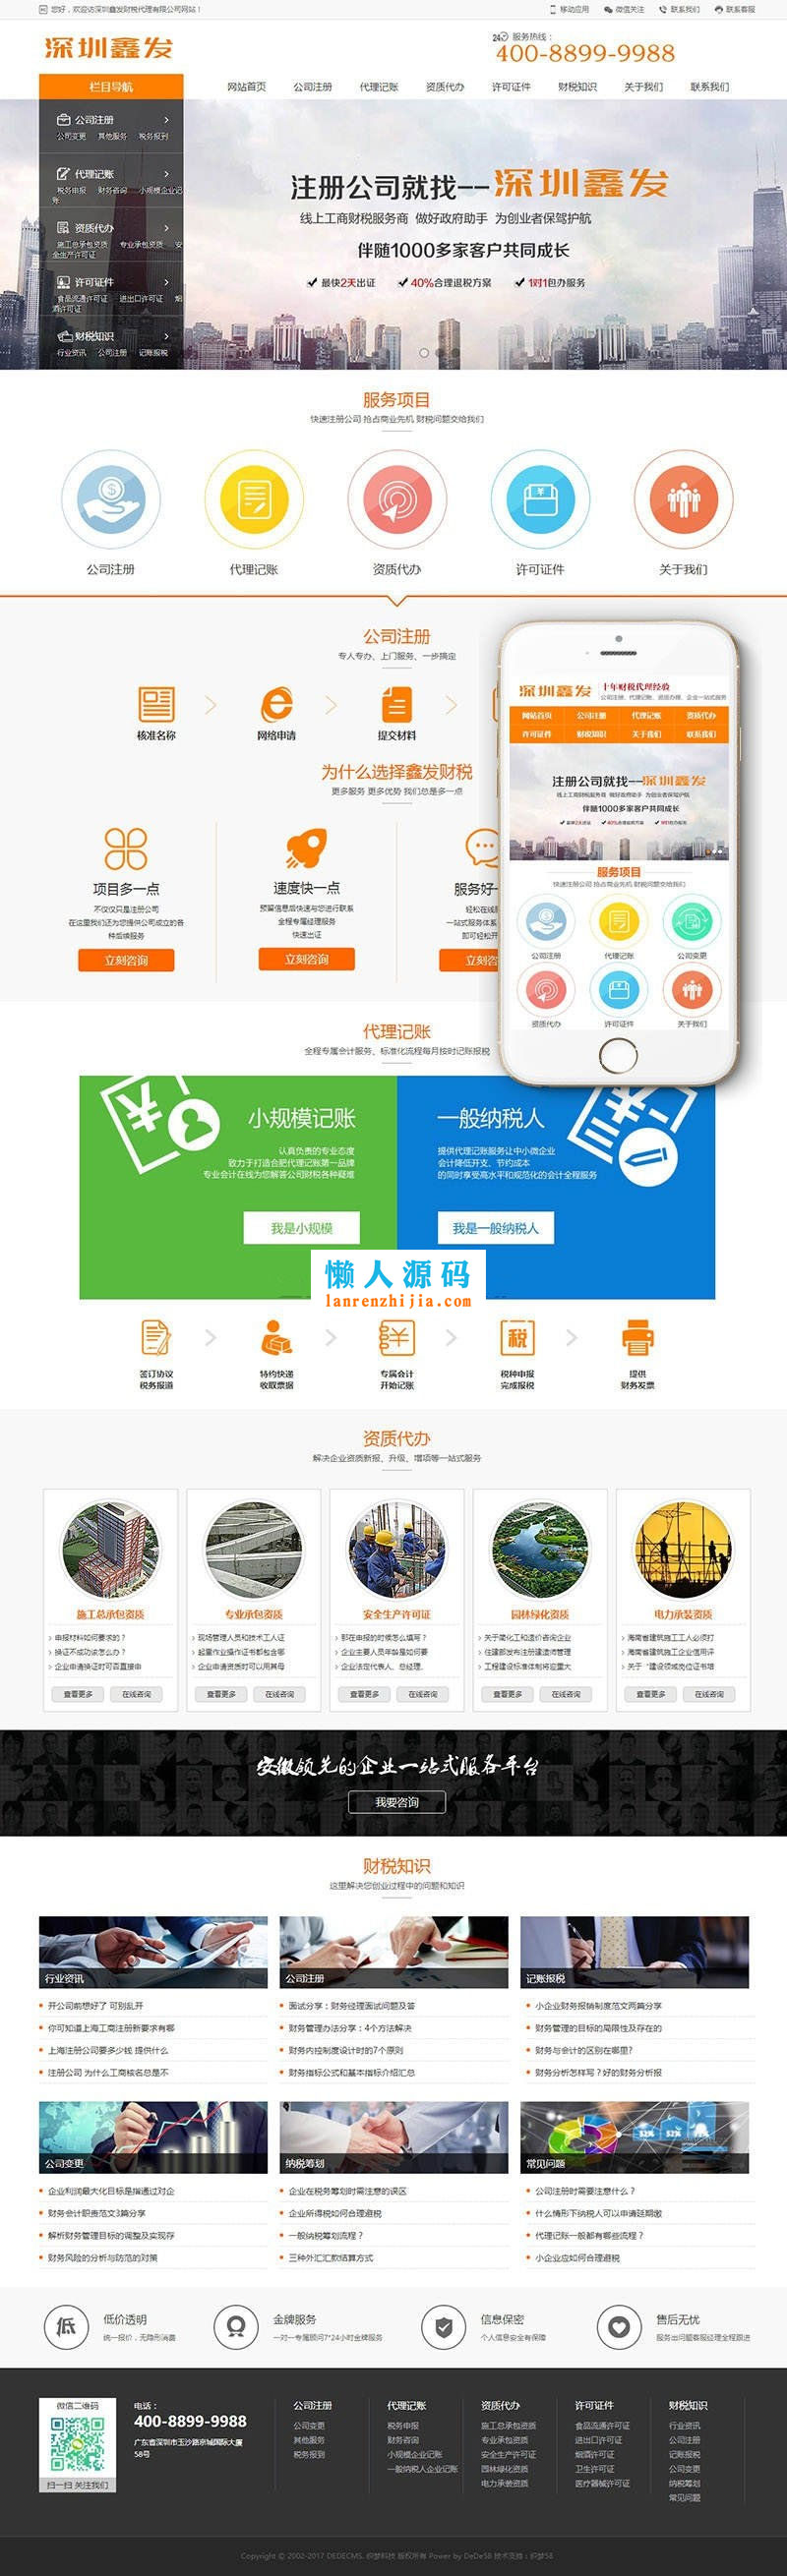 您好，欢迎访深圳鑫发财税代理有限公司网站！
移动应用 微信关注 联系我们 联系客服
深圳鑫发
服务热线：
400-8899-9988
栏目导航 网站首页 公司注册 代理记账 资质代办 许可证件 财税知识 关于我们 联系我们
公司注册
公司变更 其他服务 税务报到
代理记账
税务申报 财务咨询 小规模企业记账
资质代办
施工总承包资质 专业承包资质 安全生产许可证
许可证件
食品流通许可证 进出口许可证 烟酒许可证
财税知识
行业资讯 公司注册 记账报税
注册公司就找--深圳鑫发
线上工商财税服务商 做好政府助手 为创业者保驾护航
伴随1000多家客户共同成长
最快2天出证 40%合理退税方案 1对1包办服务
服务项目
快速注册公司 抢占商业先机 财税问题交给我们
公司注册 代理记账 资质代办 许可证件 关于我们
公司注册
专人专办、上门服务、一步搞定
核准名称 网络申请 提交材料
为什么选择鑫发财税
更多服务 更多优势 我们总是多一点
项目多一点
不仅仅只是注册公司
在这里我们还为您提供公司成立的各
种后续服务
立刻咨询
速度快一点
预留信息后快速与您进行联系
全程专属经理服务
快速出证
立刻咨询
服务好一
轻松在线
一站式服务体系
即可轻松开
立刻咨
深圳鑫发 十年财税代理经验
公司注册、代理记账、资质办理、企业一站式服务
网站首页 公司注册 代理记账 资质代办
许可证件 财税知识 关于我们 联系我们
注册公司就找--深圳鑫发
线上工商财税服务商 做好政府助手 为创业者保驾护航
伴随1000多家客户共同成长
最快2天出证 40%合理退税方案 1对1包办服务
服务项目
快速注册公司 抢占商业先机 财税问题交给我们
公司注册 代理记账 公司变更
资质代办 许可证件 关于我们
代理记账
全程专属会计服务、标准化流程每月按时记账报税
小规模记账
认真负责的专业态度
致力于打造合肥代理记账第一品牌
专业会计在线为您解答公司财税各种疑难
我是小规模
一般纳税人
提供代理记账服务让中小微企业
会计降低开支、节约成本
的同时享受高水平和规范化的会计全程服务
我是一般纳税人
懒人源码
lanrenzhijia.com
签订协议
税务报道
特约快递
收取票据
专属会计
开始记账
税
税种申报
完成报税
提供
财务发票
资质代办
解决企业资质新报、升级、增项等一站式服务
施工总承包资质
申报材料如何要求的？
换证不成功该怎么办？
企业申请换证时可否直接申
查看更多 在线咨询
专业承包资质
现场管理人员和技术工人证
起重作业操作证书都包含哪
企业申请资质时可以用其母
查看更多 在线咨询
安全生产许可证
都在申报的时候怎么填写？
企业主要人员年龄是如何要
企业法定代表人、总经理、
查看更多 在线咨询
园林绿化资质
关于简化工和造价咨询企业
住建部发布注册建造师管理
工程建设标准体制将应重大
查看更多 在线咨询
电力承装资质
海南省建筑施工工人必须打
海南省建筑施工企业信用评
关于“建设领域岗位证书增
查看更多 在线咨询
安徽领先的企业一站式服务平台
我要咨询
财税知识
这里解决您创业过程中的问题和知识
行业资讯
开公司前想好了 可别乱开
你可知道上海工商注册新要求有哪
上海注册公司要多少钱 提供什么
注册公司 为什么工商核名总是不
公司注册
面试分享：财务经理面试问题及答
财务管理办法分享：4个方法解决
财务内控制度设计时的7个原则
财务指标公式和基本指标介绍汇总
记账报税
小企业财务报销制度范文两篇分享
财务管理的目标的局限性及存在的
财务与会计的区别在哪里?
财务分析怎样写？好的财务分析报
公司变更
企业利润最大化目标是指通过对企
财务会计职责范文3篇分享
解析财务管理目标的调整及实现存
财务风险的分析与防范的对策
纳税筹划
企业在税务筹划时需注意的误区
企业所得税如何合理避税
一般纳税筹划流程？
三种外汇汇款结算方式
常见问题
公司注册时需要注意什么？
什么情形下纳税人可以申请延期缴
代理记账一般都有哪些流程？
小企业应如何合理避税
低 低价透明
统一报价，无隐形消费
金牌服务
一对一专属顾问7*24小时金牌服务
信息保密
个人信息安全有保障
售后无忧
服务出问题客服经理全程跟进
微信二维码
扫一扫 关注我们
电话：
400-8899-9988
广东省深圳市玉沙路京城国际大厦
58号
公司注册
公司变更
其他服务
税务报到
代理记账
税务申报
财务咨询
小规模企业记账
一般纳税人企业记账
资质代办
施工总承包资质
专业承包资质
安全生产许可证
园林绿化资质
电力承装资质
许可证件
食品流通许可证
进出口许可证
烟酒许可证
卫生许可证
医疗器械许可证
财税知识
行业资讯
公司注册
记账报税
公司变更
纳税筹划
常见问题
Copyright © 2002-2017 DEDECMS. 织梦科技 版权所有 Power by DeDe58 技术支持：织梦58